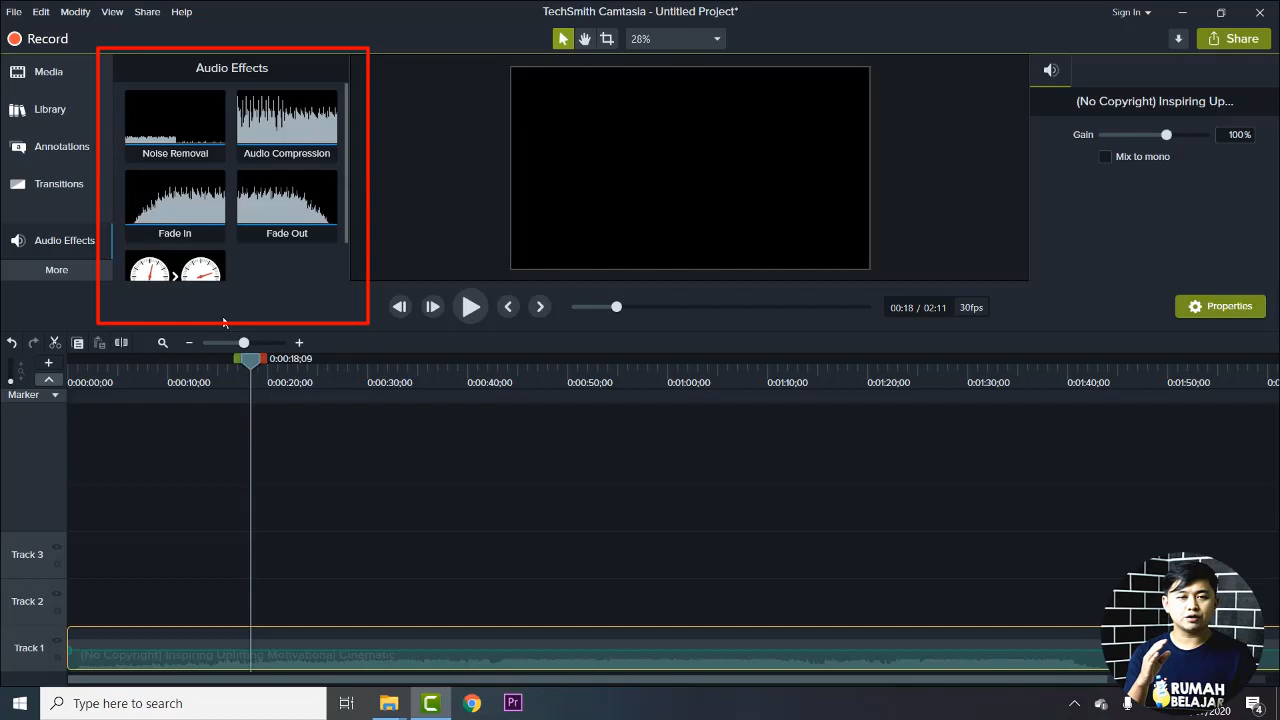 File Edit Modify View Share Help
TechSmith Camtasia - Untitled Project*
Sign In
Record
28%
Share
Media
Library
Annotations
Transitions
Audio Effects
More
Audio Effects
Noise Removal
Audio Compression
Fade In
Fade Out
(No Copyright) Inspiring Up...
Gain
100%
Mix to mono
00:18 / 02:11
30fps
Properties
0:00:18;09
0:00:00;00 0:00:10;00 0:00:20;00 0:00:30;00 0:00:40;00 0:00:50;00 0:01:00;00 0:01:10;00 0:01:20;00 0:01:30;00 0:01:40;00 0:01:50;00
Marker
Track 3
Track 2
Track 1
(No Copyright) Inspiring Uplifting Motivational Cinematic
RUMAH
BELAJAR
Type here to search
Pr
4